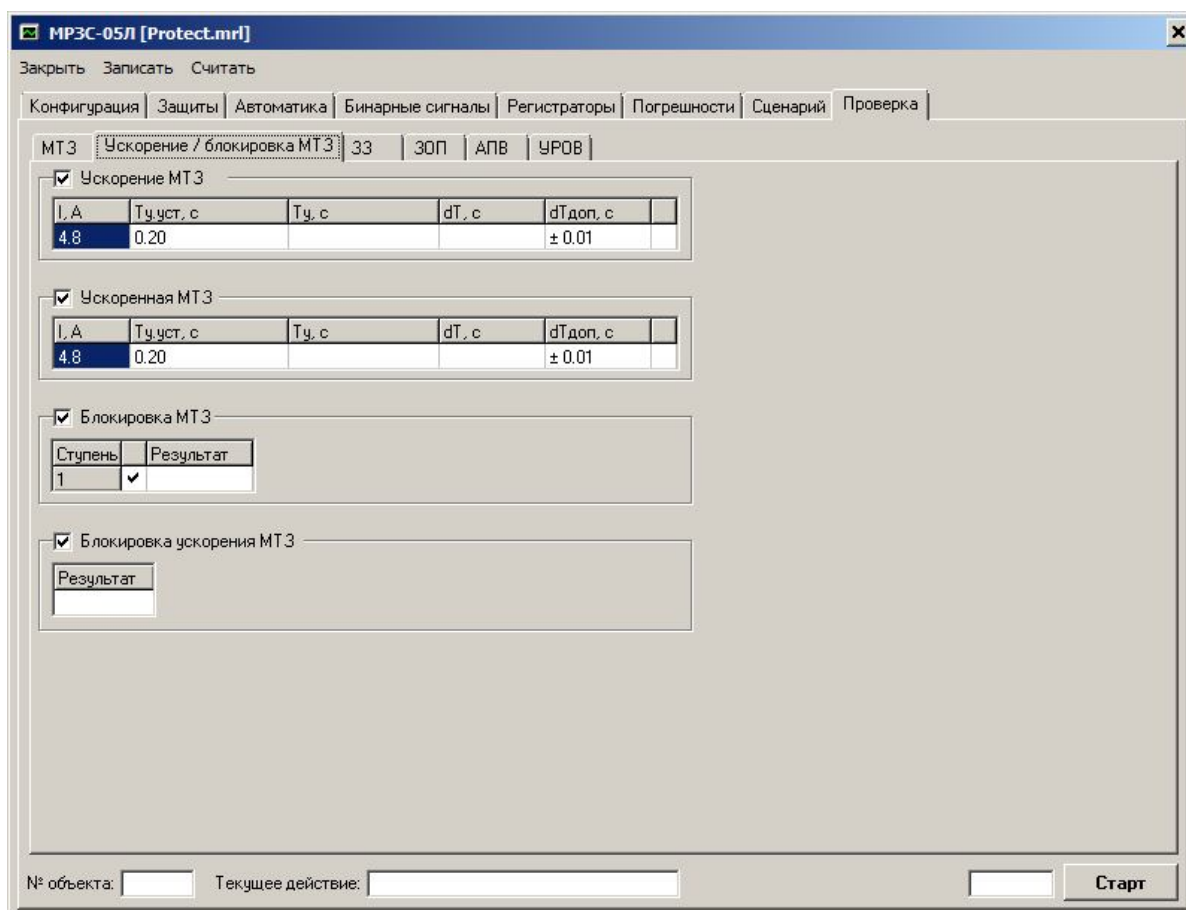 МРЗС-05Л [Protect.mrl]
Закрыть Записать Считать
Конфигурация Защиты Автоматика Бинарные сигналы Регистраторы Погрешности Сценарий Проверка
МТЗ Ускорение / блокировка МТЗ ЗЗ ЗОП АПВ УРОВ
Ускорение МТЗ
I, А Ту.уст, с Ту, с dT, с dTдоп, с
4.8 0.20 ± 0.01
Ускоренная МТЗ
I, А Ту.уст, с Ту, с dT, с dTдоп, с
4.8 0.20 ± 0.01
Блокировка МТЗ
Ступень Результат
1
Блокировка ускорения МТЗ
Результат
№ объекта: Текущее действие: Старт